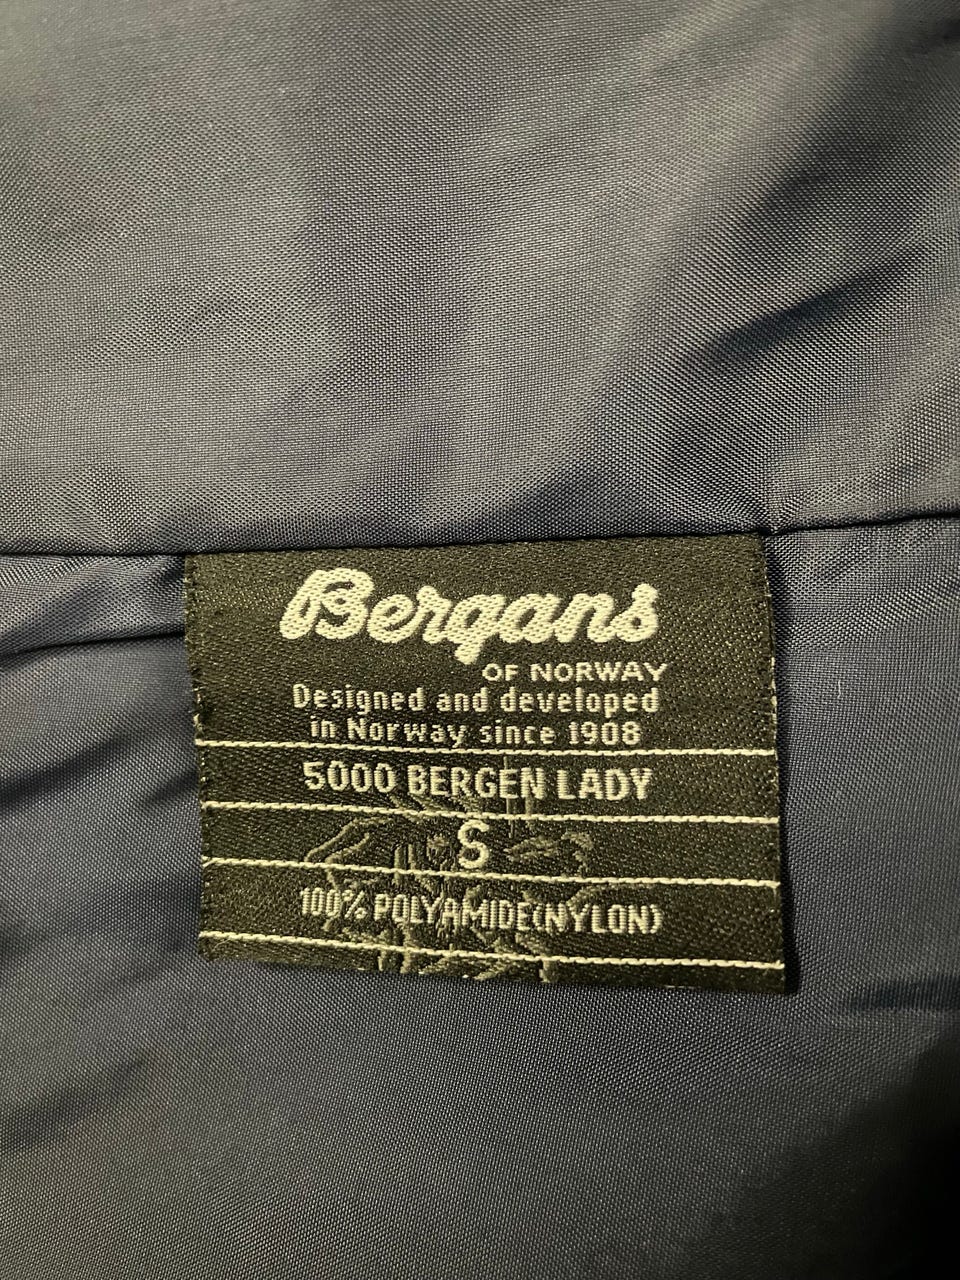 Bergans
OF NORWAY
Designed and developed
in Norway since 1908
5000 BERGEN LADY
S
100% POLYAMIDE(NYLON)